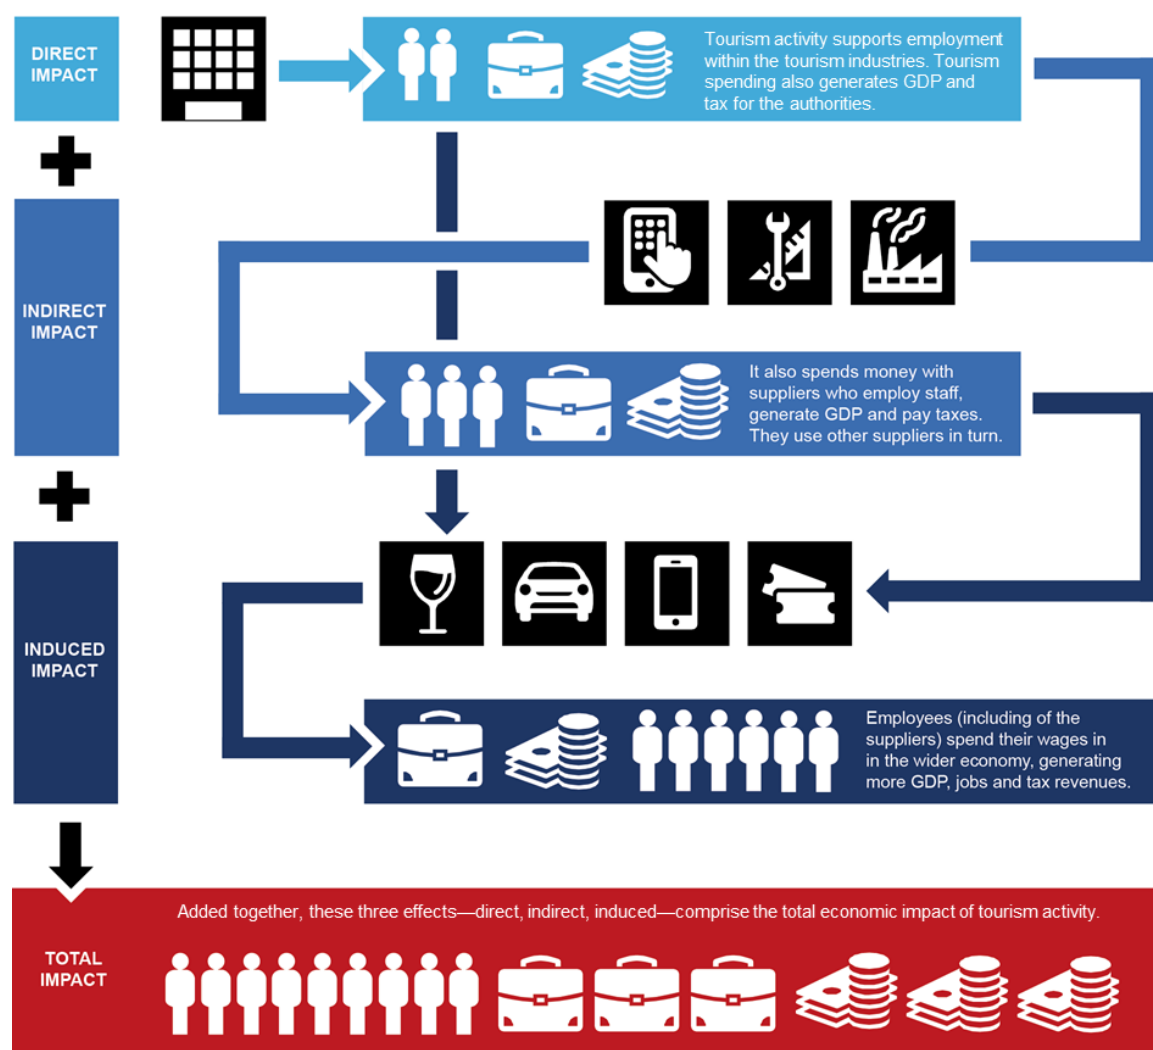 DIRECT
IMPACT
Tourism activity supports employment
within the tourism industries. Tourism
spending also generates GDP and
tax for the authorities.
INDIRECT
IMPACT
It also spends money with
suppliers who employ staff,
generate GDP and pay taxes.
They use other suppliers in turn.
INDUCED
IMPACT
Employees (including of the
suppliers) spend their wages in
in the wider economy, generating
more GDP, jobs and tax revenues.
Added together, these three effects—direct, indirect, induced—comprise the total economic impact of tourism activity.
TOTAL
IMPACT